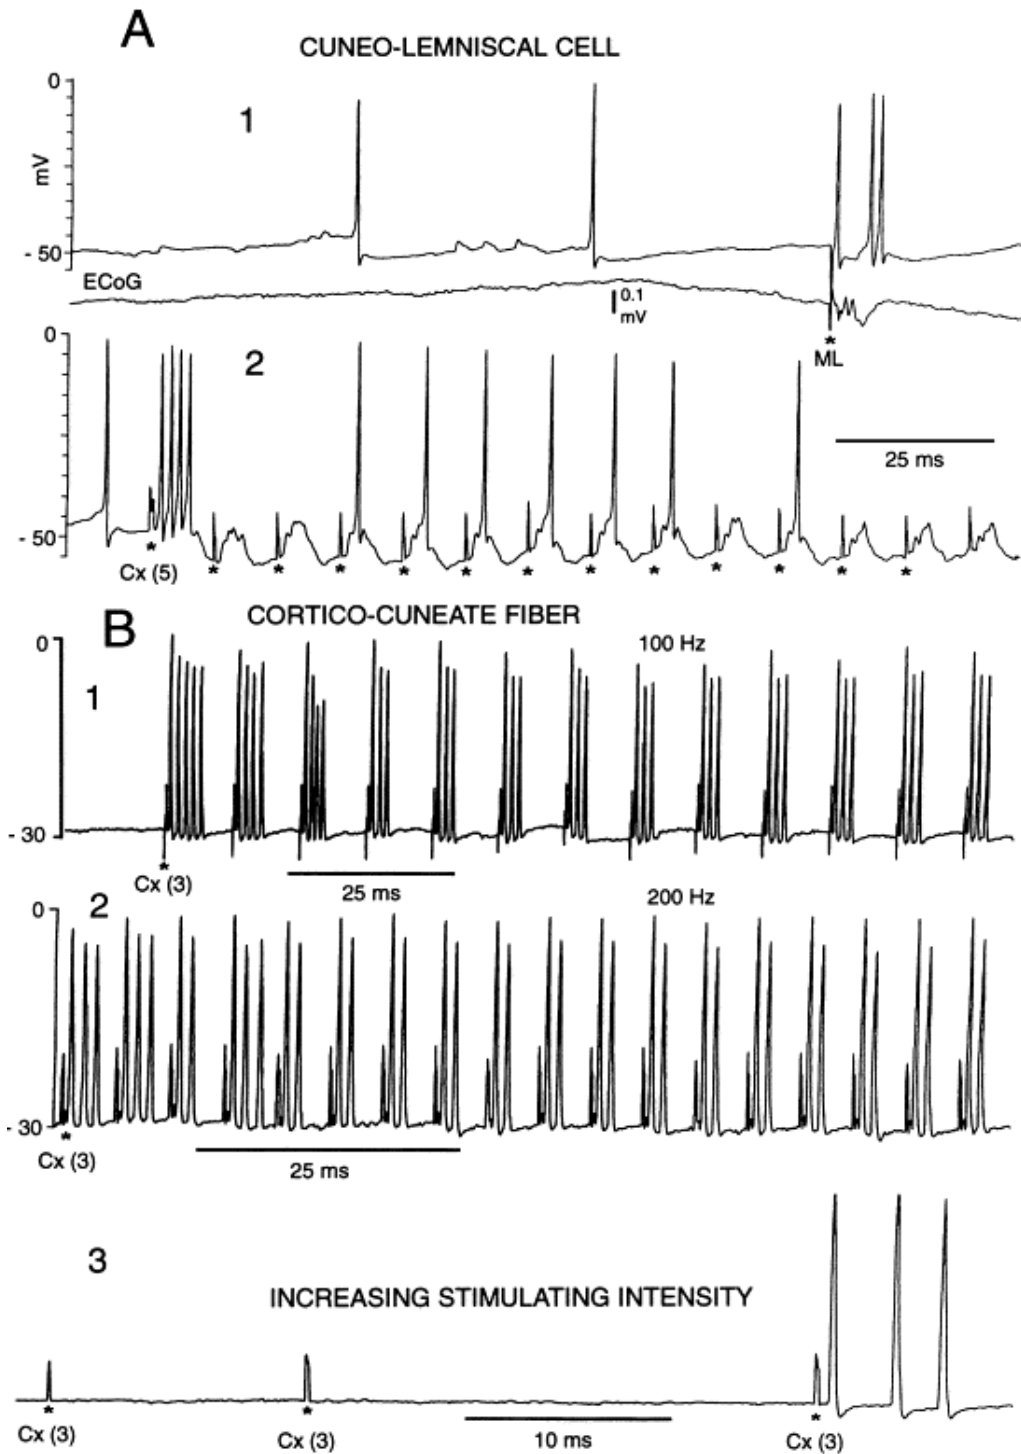 A
CUNEO-LEMNISCAL CELL
0
1
mV
- 50
ECoG
0.1
mV
*
ML
0
2
25 ms
- 50
*
Cx (5)
* * * * * * * * * * * *
B
CORTICO-CUNEATE FIBER
0
100 Hz
1
- 30
*
Cx (3)
25 ms
2
200 Hz
0
- 30
*
Cx (3)
25 ms
3
INCREASING STIMULATING INTENSITY
* * *
Cx (3) Cx (3) 10 ms Cx (3)